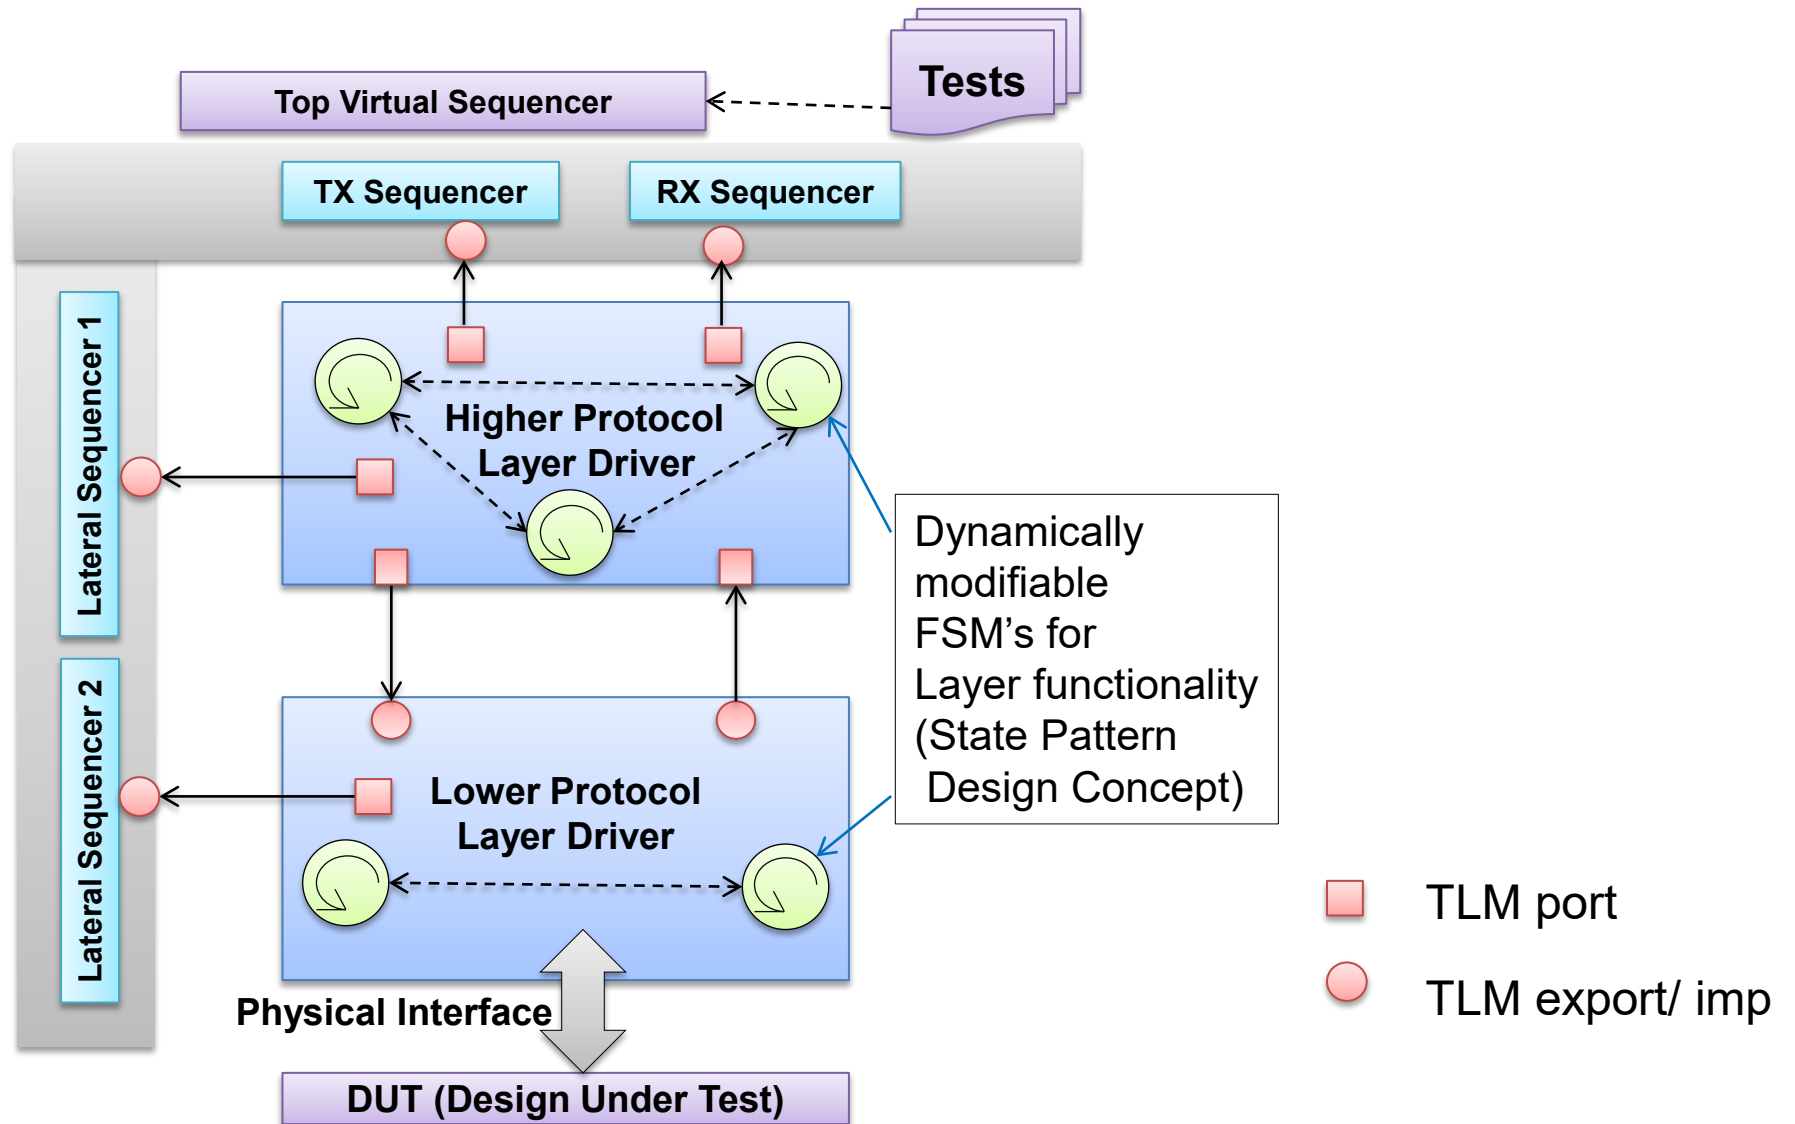 Tests
Top Virtual Sequencer
TX Sequencer
RX Sequencer
Lateral Sequencer 1
Higher Protocol
Layer Driver
Dynamically
modifiable
FSM’s for
Layer functionality
(State Pattern
Design Concept)
Lateral Sequencer 2
Lower Protocol
Layer Driver
Physical Interface
DUT (Design Under Test)
TLM port
TLM export/ imp